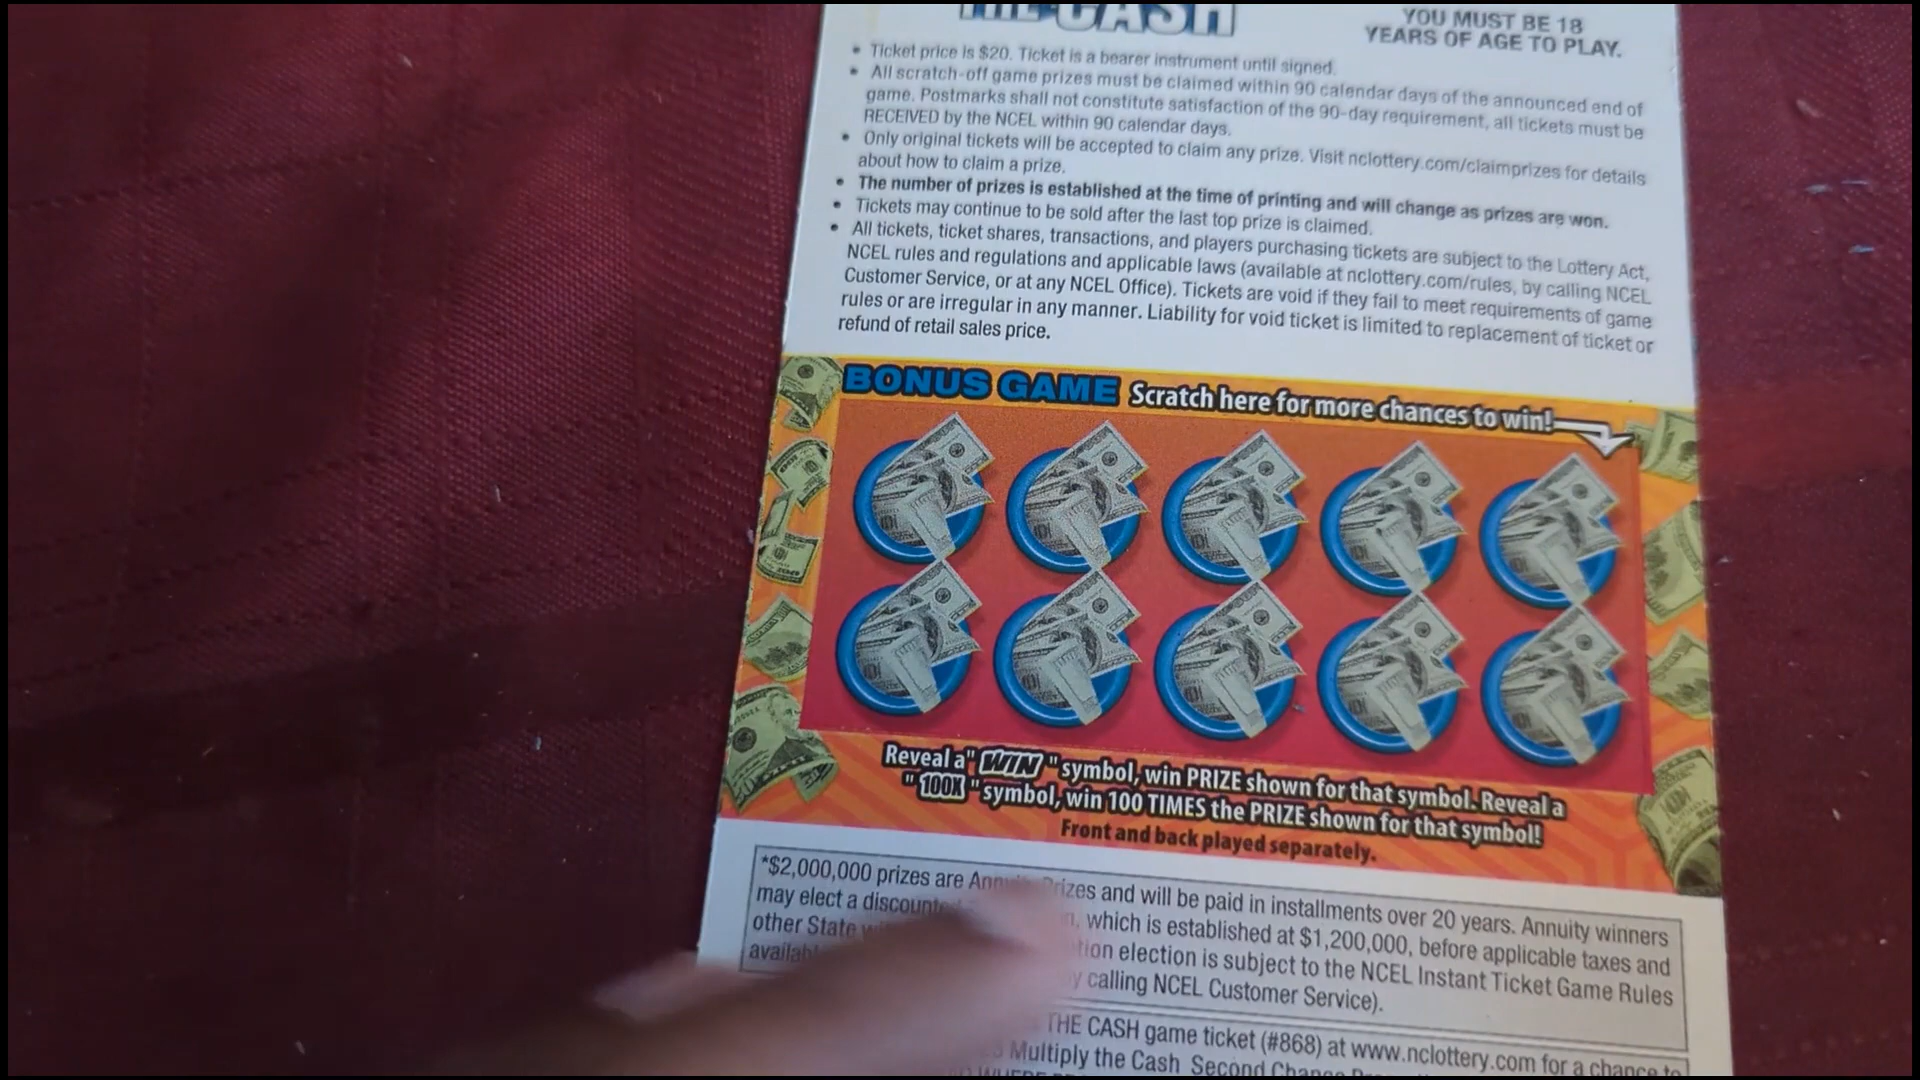 THE CASH
YOU MUST BE 18
YEARS OF AGE TO PLAY.
• Ticket price is $20. Ticket is a bearer instrument until signed.
• All scratch-off game prizes must be claimed within 90 calendar days of the announced end of
game. Postmarks shall not constitute satisfaction of the 90-day requirement, all tickets must be
RECEIVED by the NCEL within 90 calendar days.
• Only original tickets will be accepted to claim any prize. Visit nclottery.com/claimprizes for details
about how to claim a prize.
• The number of prizes is established at the time of printing and will change as prizes are won.
• Tickets may continue to be sold after the last top prize is claimed.
• All tickets, ticket shares, transactions, and players purchasing tickets are subject to the Lottery Act,
NCEL rules and regulations and applicable laws (available at nclottery.com/rules, by calling NCEL
Customer Service, or at any NCEL Office). Tickets are void if they fail to meet requirements of game
rules or are irregular in any manner. Liability for void ticket is limited to replacement of ticket or
refund of retail sales price.
BONUS GAME Scratch here for more chances to win!
Reveal a "WIN" symbol, win PRIZE shown for that symbol. Reveal a
"100X" symbol, win 100 TIMES the PRIZE shown for that symbol!
Front and back played separately.
*$2,000,000 prizes are Prizes and will be paid in installments over 20 years. Annuity winners
may elect a which is established at $1,200,000, before applicable taxes and
other State election is subject to the NCEL Instant Ticket Game Rules
calling NCEL Customer Service).
THE CASH game ticket (#868) at www.nclottery.com for a chance to
Multiply the Cash Second Chance